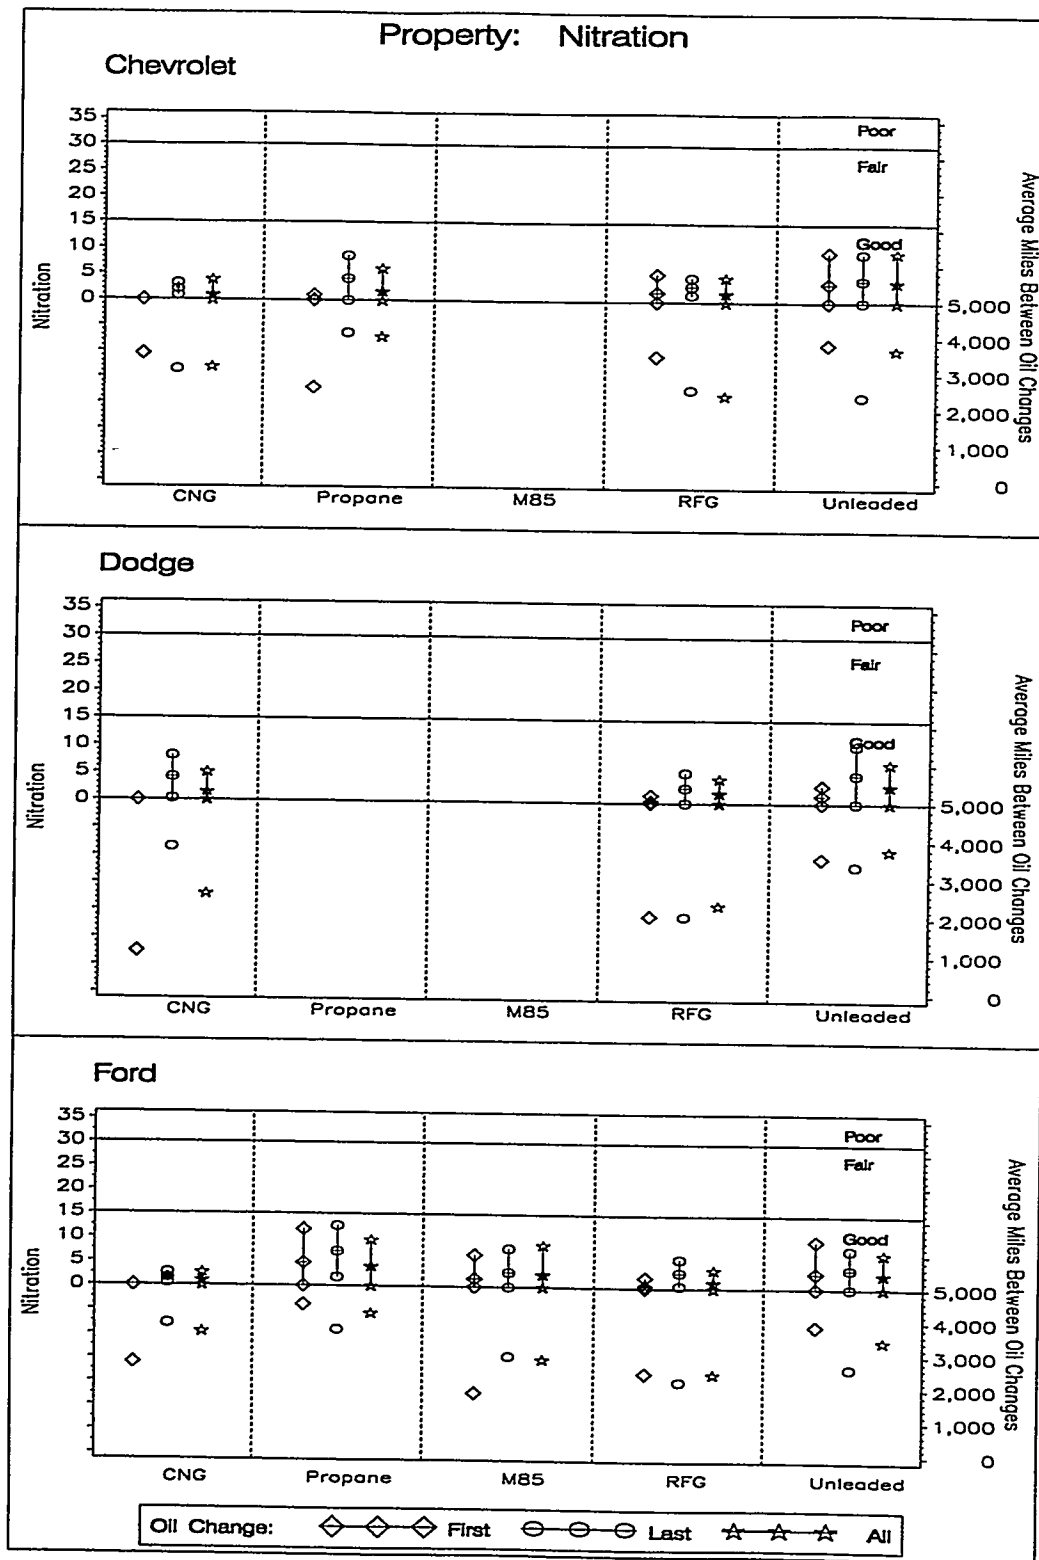 Property: Nitration
Chevrolet
35
30
25
20
15
10
5
0
Nitration
Poor
Fair
Good
5,000
4,000
3,000
2,000
1,000
0
Average Miles Between Oil Changes
CNG Propane M85 RFG Unleaded
Dodge
35
30
25
20
15
10
5
0
Nitration
Poor
Fair
Good
5,000
4,000
3,000
2,000
1,000
0
Average Miles Between Oil Changes
CNG Propane M85 RFG Unleaded
Ford
35
30
25
20
15
10
5
0
Nitration
Poor
Fair
Good
5,000
4,000
3,000
2,000
1,000
0
Average Miles Between Oil Changes
CNG Propane M85 RFG Unleaded
Oil Change: First Last All